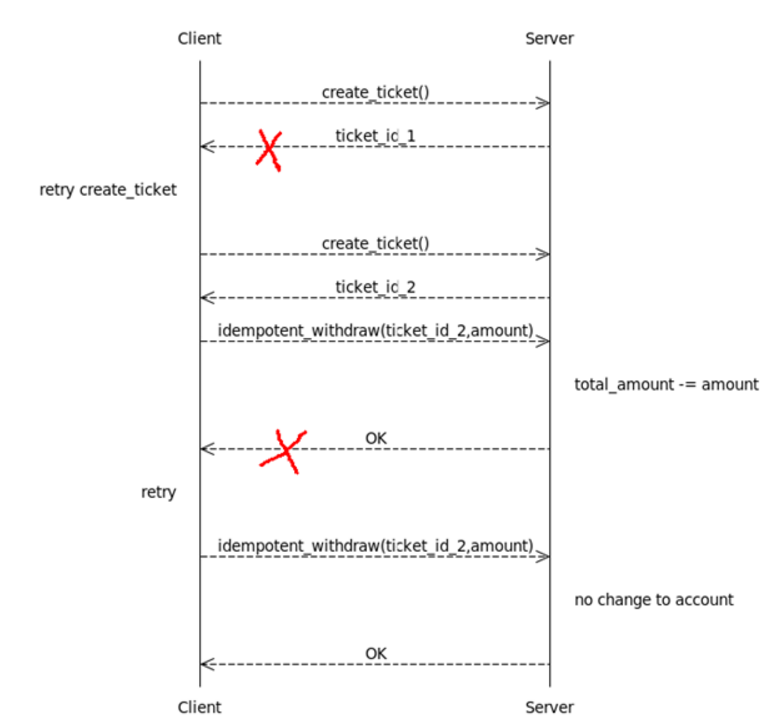 Client Server
create_ticket()
ticket_id_1
retry create_ticket
create_ticket()
ticket_id_2
idempotent_withdraw(ticket_id_2,amount)
total_amount -= amount
OK
retry
idempotent_withdraw(ticket_id_2,amount)
no change to account
OK
Client Server